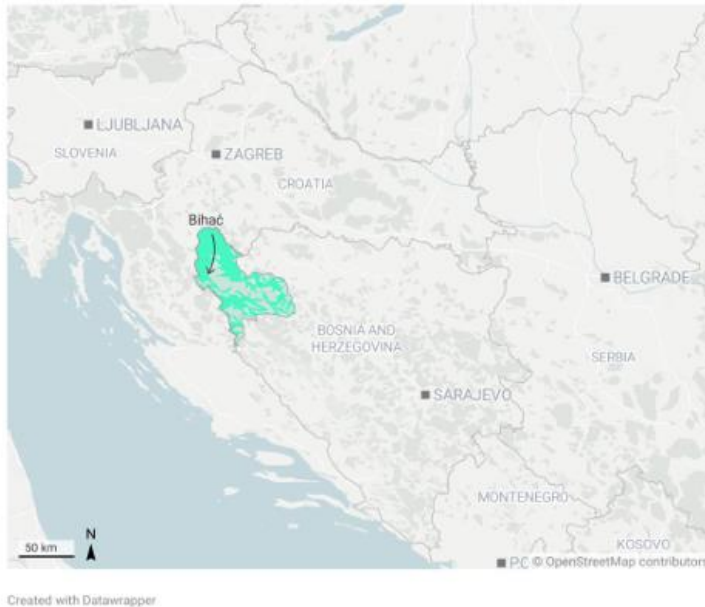 LJUBLJANA
SLOVENIA
ZAGREB
CROATIA
Bihać
BELGRADE
BOSNIA AND
HERZEGOVINA
SERBIA
SARAJEVO
MONTENEGRO
KOSOVO
N
50 km
PO © OpenStreetMap contributors
Created with Datawrapper